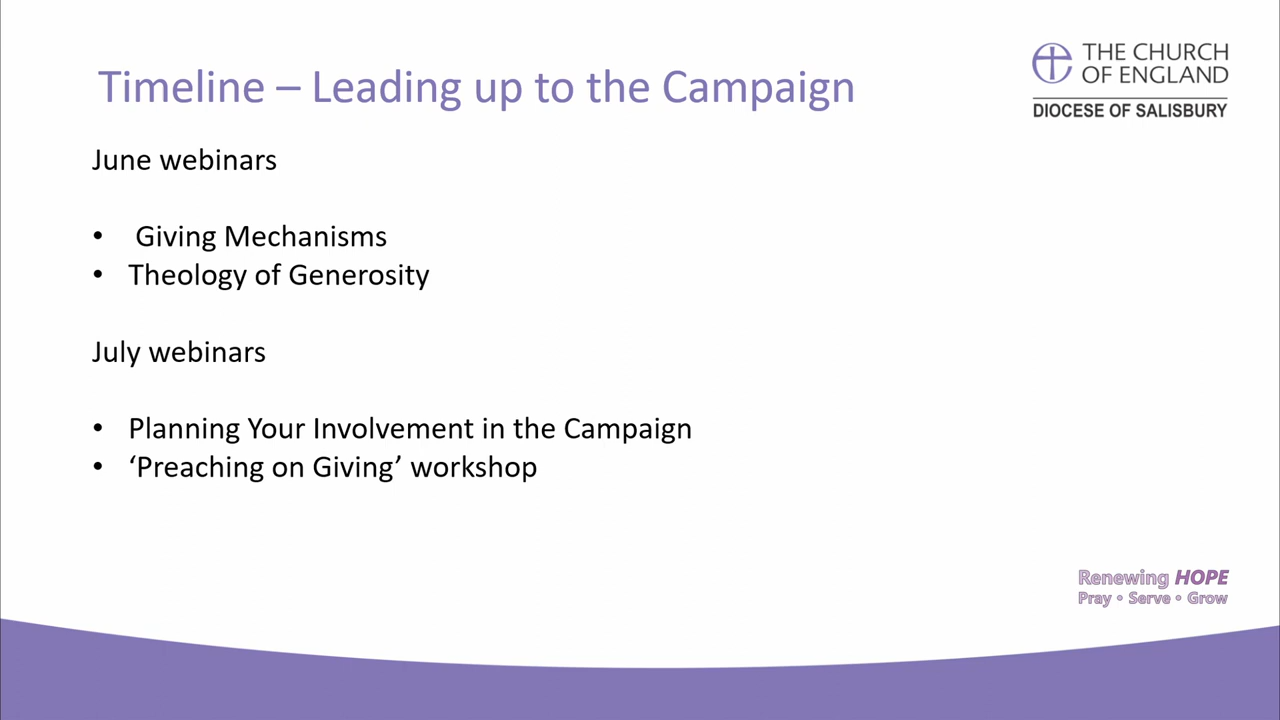 Timeline – Leading up to the Campaign
THE CHURCH
OF ENGLAND
DIOCESE OF SALISBURY
June webinars
• Giving Mechanisms
• Theology of Generosity
July webinars
• Planning Your Involvement in the Campaign
• ‘Preaching on Giving’ workshop
Renewing HOPE
Pray • Serve • Grow